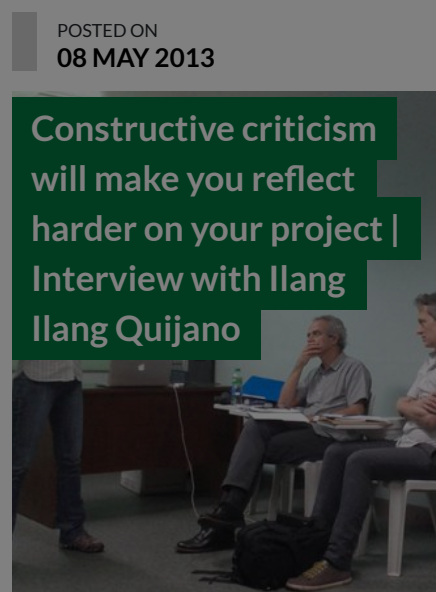 POSTED ON
08 MAY 2013
Constructive criticism
will make you reflect
harder on your project |
Interview with Ilang
Ilang Quijano